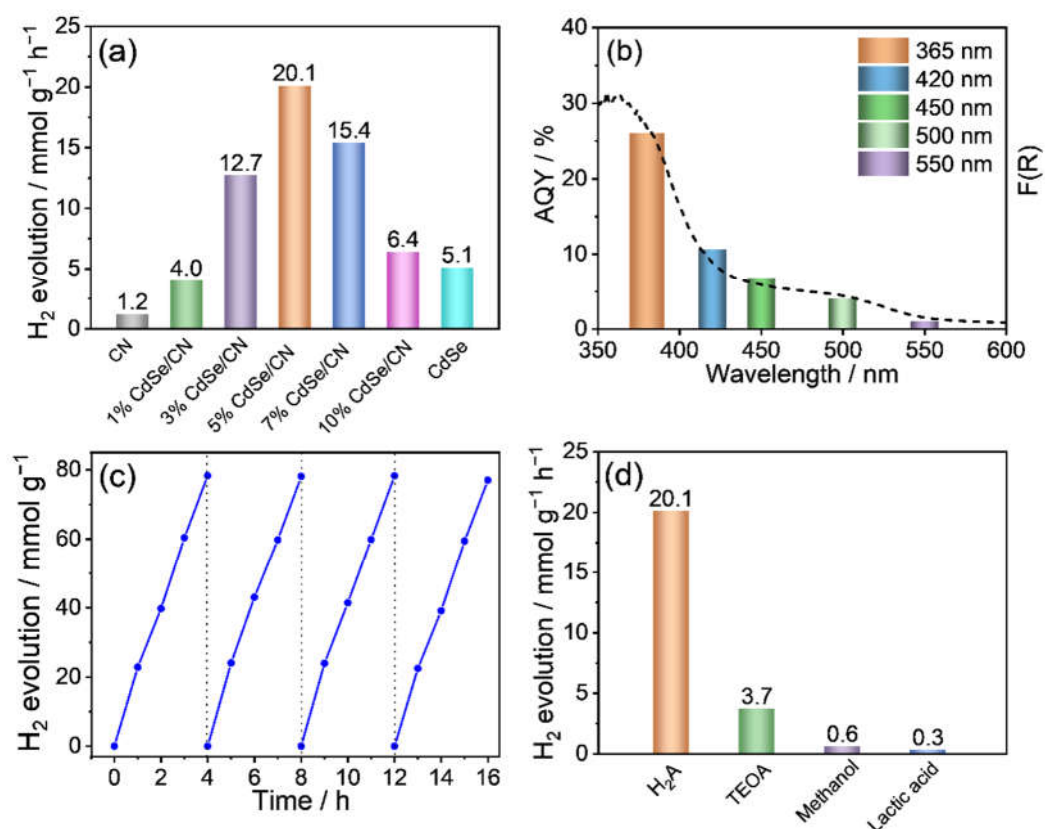 (a)
H₂ evolution / mmol g⁻¹ h⁻¹
25
20
15
10
5
0
1.2
4.0
12.7
20.1
15.4
6.4
5.1
CN
1% CdSe/CN
3% CdSe/CN
5% CdSe/CN
7% CdSe/CN
10% CdSe/CN
CdSe
(b)
AQY / %
40
30
20
10
0
365 nm
420 nm
450 nm
500 nm
550 nm
F(R)
350 400 450 500 550 600
Wavelength / nm
(c)
H₂ evolution / mmol g⁻¹
80
60
40
20
0
0 2 4 6 8 10 12 14 16
Time / h
(d)
H₂ evolution / mmol g⁻¹ h⁻¹
25
20
15
10
5
0
20.1
3.7
0.6
0.3
H₂A
TEOA
Methanol
Lactic acid